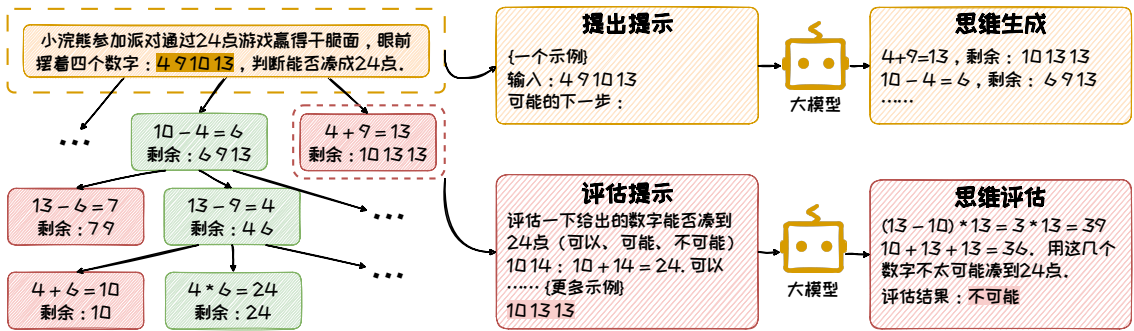 小浣熊参加派对通过24点游戏赢得干脆面，眼前
摆着四个数字：4 9 10 13，判断能否凑成24点．
…
10 − 4 = 6
剩余：6 9 13
4 + 9 = 13
剩余：10 13 13
13 − 6 = 7
剩余：7 9
13 − 9 = 4
剩余：4 6
…
4 + 6 = 10
剩余：10
4 * 6 = 24
剩余：24
…
提出提示
{一个示例}
输入：4 9 10 13
可能的下一步：
大模型
思维生成
4+9=13，剩余：10 13 13
10 − 4 = 6，剩余：6 9 13
……
评估提示
评估一下给出的数字能否凑到
24点（可以、可能、不可能）
10 14：10 + 14 = 24. 可以
…… {更多示例}
10 13 13
大模型
思维评估
(13 − 10) * 13 = 3 * 13 = 39
10 + 13 + 13 = 36．用这几个
数字不太可能凑到24点．
评估结果：不可能